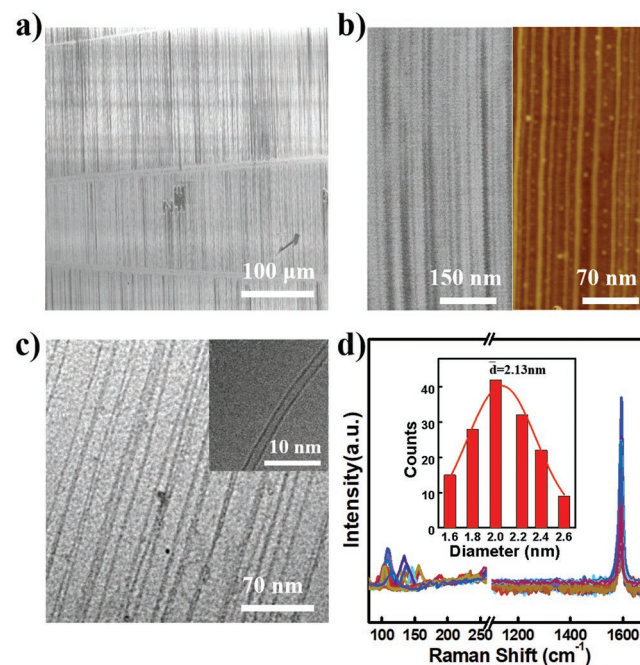 a)
100 μm
b)
150 nm
70 nm
c)
10 nm
70 nm
d)
Intensity(a.u.)
d̄=2.13nm
Counts
40
30
20
10
0
1.6 1.8 2.0 2.2 2.4 2.6
Diameter (nm)
80 100 150 200 250 1200 1400 1600
Raman Shift (cm⁻¹)